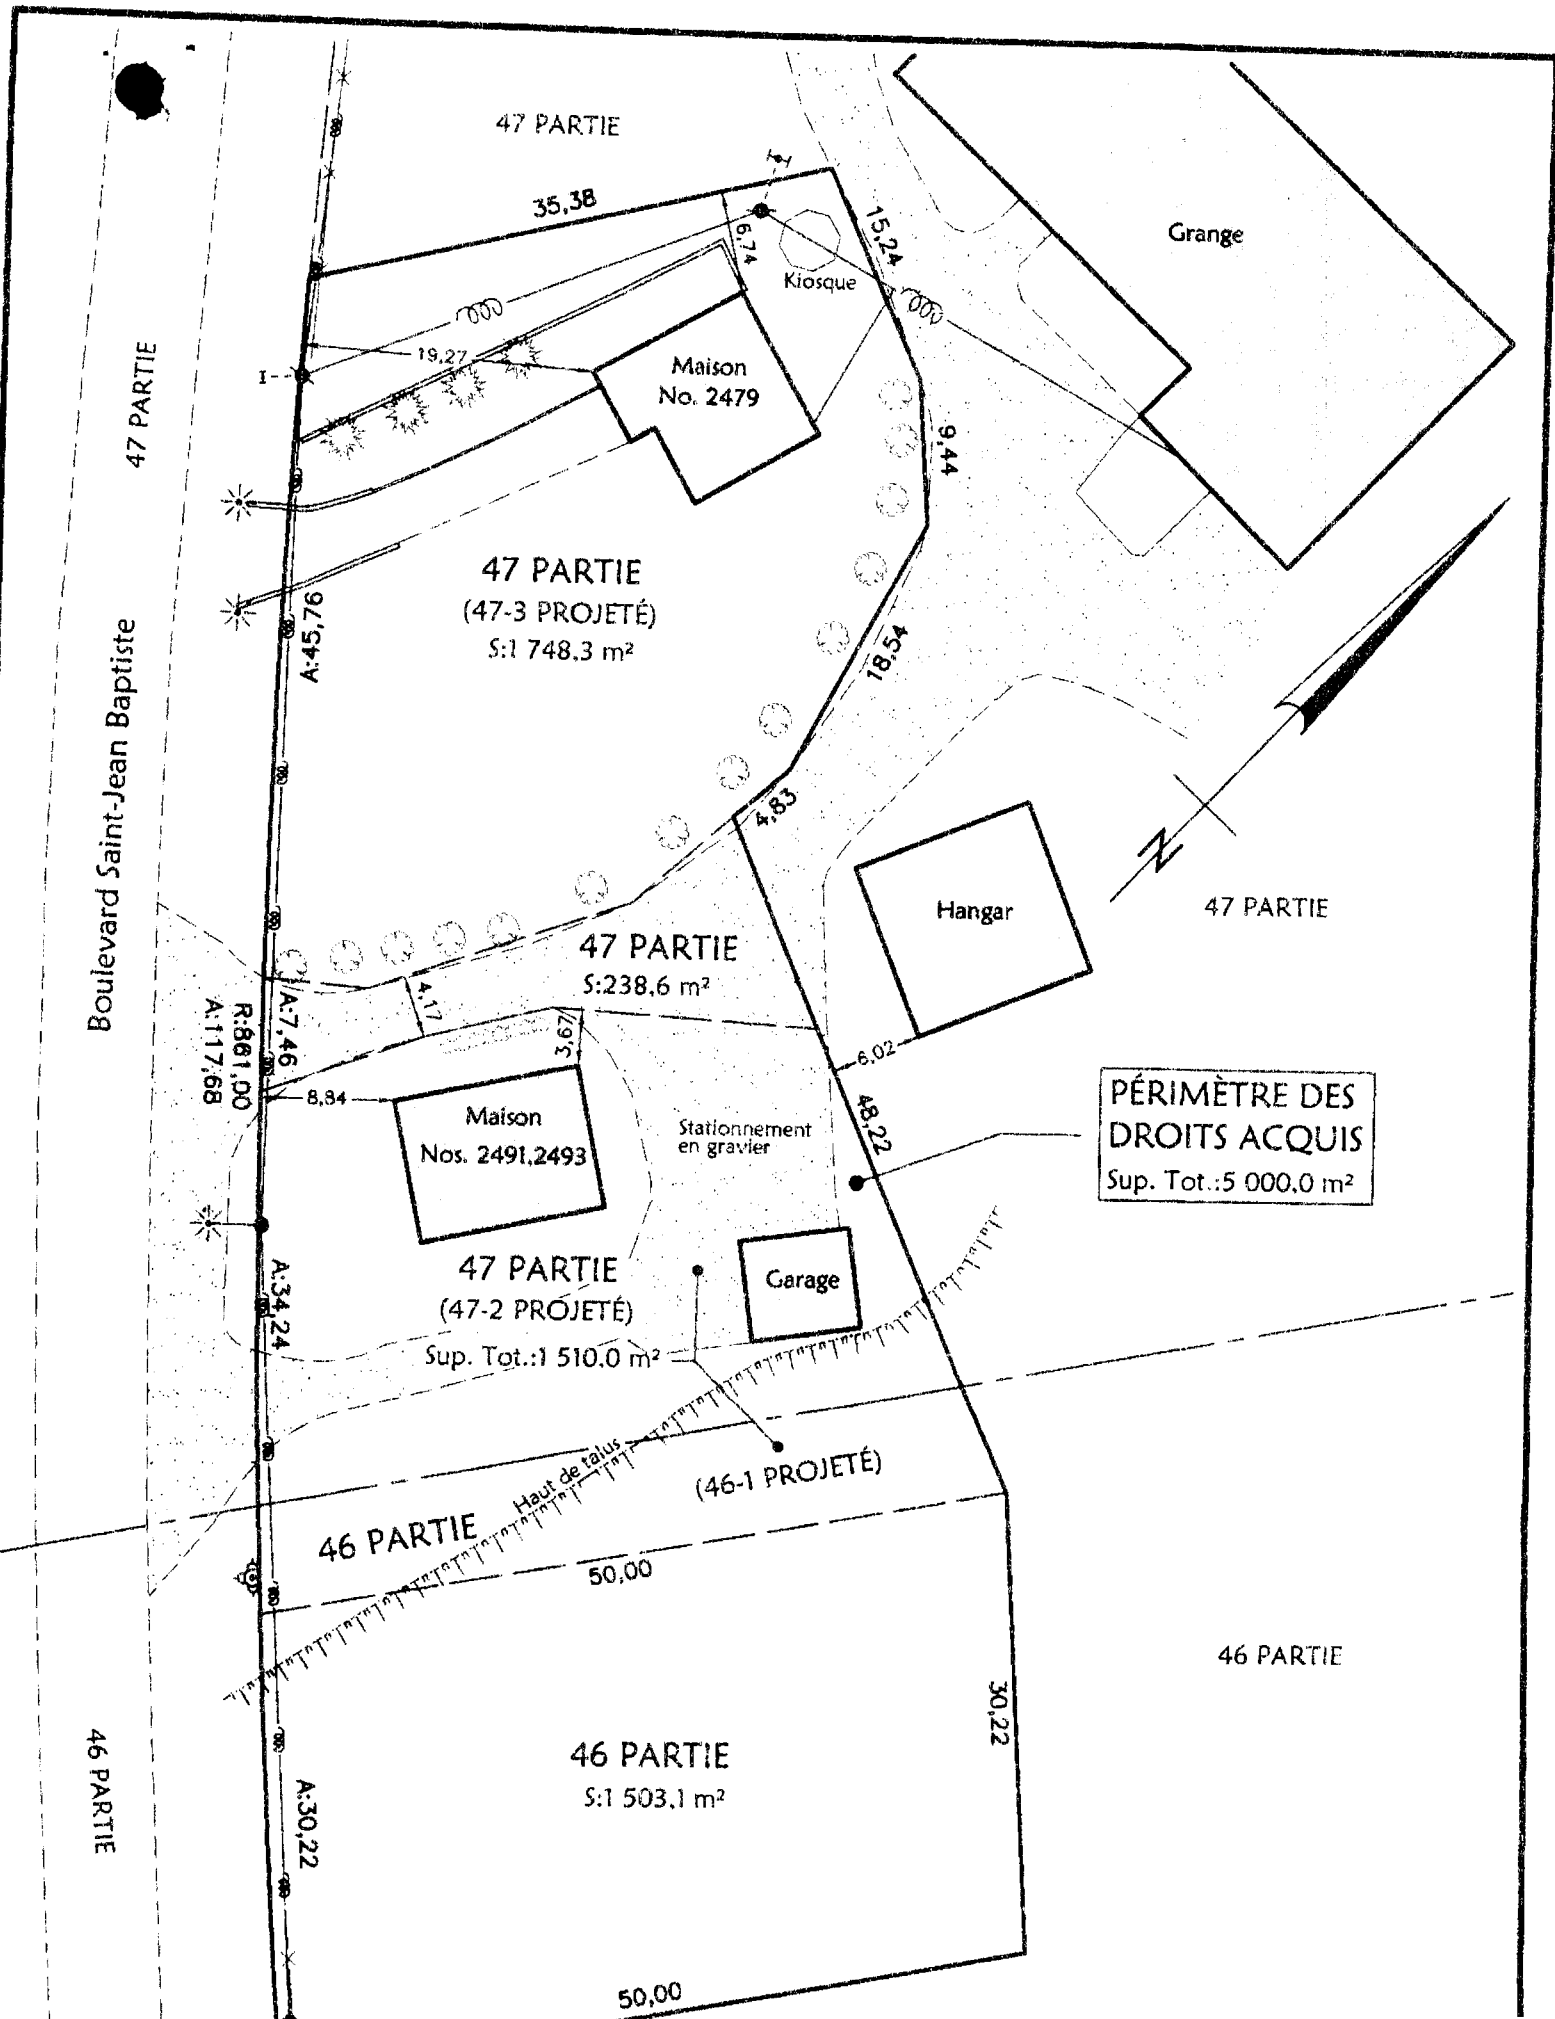 47 PARTIE
35,38
15,24
6,74
Kiosque
Grange
19,27
Maison
No. 2479
47 PARTIE
9,44
47 PARTIE
(47-3 PROJETÉ)
S:1 748,3 m²
A:45,76
18,54
Boulevard Saint-Jean Baptiste
4,83
N
Hangar
47 PARTIE
47 PARTIE
S:238,6 m²
4,17
A:7,46
R:861,00
A:117,68
3,67
6,02
8,84
48,22
Maison
Nos. 2491,2493
Stationnement
en gravier
PÉRIMÈTRE DES
DROITS ACQUIS
Sup. Tot.:5 000,0 m²
47 PARTIE
(47-2 PROJETÉ)
Sup. Tot.:1 510,0 m²
Garage
A:34,24
Haut de talus
(46-1 PROJETÉ)
46 PARTIE
50,00
46 PARTIE
30,22
46 PARTIE
S:1 503,1 m²
46 PARTIE
A:30,22
50,00